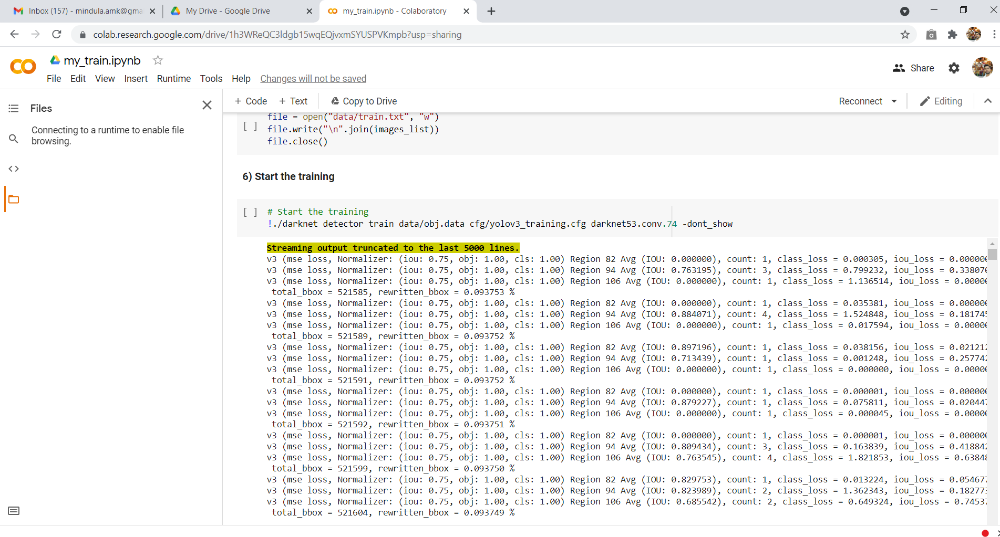 Inbox (157) - mindula.amk@gma
My Drive - Google Drive
my_train.ipynb - Colaboratory
colab.research.google.com/drive/1h3WReQC3ldgb15wqEQjvxmSYUSPVKmpb?usp=sharing
my_train.ipynb
Share
File Edit View Insert Runtime Tools Help Changes will not be saved
Files
+ Code + Text Copy to Drive
Reconnect Editing
Connecting to a runtime to enable file
browsing.
file = open("data/train.txt", "w")
[ ] file.write("\n".join(images_list))
file.close()
6) Start the training
[ ] # Start the training
!./darknet detector train data/obj.data cfg/yolov3_training.cfg darknet53.conv.74 -dont_show
Streaming output truncated to the last 5000 lines.
v3 (mse loss, Normalizer: (iou: 0.75, obj: 1.00, cls: 1.00) Region 82 Avg (IOU: 0.000000), count: 1, class_loss = 0.000305, iou_loss = 0.000000
v3 (mse loss, Normalizer: (iou: 0.75, obj: 1.00, cls: 1.00) Region 94 Avg (IOU: 0.763195), count: 3, class_loss = 0.799232, iou_loss = 0.338070
v3 (mse loss, Normalizer: (iou: 0.75, obj: 1.00, cls: 1.00) Region 106 Avg (IOU: 0.000000), count: 1, class_loss = 1.136514, iou_loss = 0.00000
total_bbox = 521585, rewritten_bbox = 0.093753 %
v3 (mse loss, Normalizer: (iou: 0.75, obj: 1.00, cls: 1.00) Region 82 Avg (IOU: 0.000000), count: 1, class_loss = 0.035381, iou_loss = 0.000000
v3 (mse loss, Normalizer: (iou: 0.75, obj: 1.00, cls: 1.00) Region 94 Avg (IOU: 0.884071), count: 4, class_loss = 1.524848, iou_loss = 0.181745
v3 (mse loss, Normalizer: (iou: 0.75, obj: 1.00, cls: 1.00) Region 106 Avg (IOU: 0.000000), count: 1, class_loss = 0.017594, iou_loss = 0.00000
total_bbox = 521589, rewritten_bbox = 0.093752 %
v3 (mse loss, Normalizer: (iou: 0.75, obj: 1.00, cls: 1.00) Region 82 Avg (IOU: 0.897196), count: 1, class_loss = 0.038156, iou_loss = 0.021212
v3 (mse loss, Normalizer: (iou: 0.75, obj: 1.00, cls: 1.00) Region 94 Avg (IOU: 0.713439), count: 1, class_loss = 0.001248, iou_loss = 0.257742
v3 (mse loss, Normalizer: (iou: 0.75, obj: 1.00, cls: 1.00) Region 106 Avg (IOU: 0.000000), count: 1, class_loss = 0.000000, iou_loss = 0.00000
total_bbox = 521591, rewritten_bbox = 0.093752 %
v3 (mse loss, Normalizer: (iou: 0.75, obj: 1.00, cls: 1.00) Region 82 Avg (IOU: 0.000000), count: 1, class_loss = 0.000001, iou_loss = 0.000000
v3 (mse loss, Normalizer: (iou: 0.75, obj: 1.00, cls: 1.00) Region 94 Avg (IOU: 0.879227), count: 1, class_loss = 0.075811, iou_loss = 0.020447
v3 (mse loss, Normalizer: (iou: 0.75, obj: 1.00, cls: 1.00) Region 106 Avg (IOU: 0.000000), count: 1, class_loss = 0.000045, iou_loss = 0.00000
total_bbox = 521592, rewritten_bbox = 0.093751 %
v3 (mse loss, Normalizer: (iou: 0.75, obj: 1.00, cls: 1.00) Region 82 Avg (IOU: 0.000000), count: 1, class_loss = 0.000001, iou_loss = 0.000000
v3 (mse loss, Normalizer: (iou: 0.75, obj: 1.00, cls: 1.00) Region 94 Avg (IOU: 0.809434), count: 3, class_loss = 0.163839, iou_loss = 0.418842
v3 (mse loss, Normalizer: (iou: 0.75, obj: 1.00, cls: 1.00) Region 106 Avg (IOU: 0.763545), count: 4, class_loss = 1.821853, iou_loss = 0.63848
total_bbox = 521599, rewritten_bbox = 0.093750 %
v3 (mse loss, Normalizer: (iou: 0.75, obj: 1.00, cls: 1.00) Region 82 Avg (IOU: 0.829753), count: 1, class_loss = 0.013224, iou_loss = 0.054677
v3 (mse loss, Normalizer: (iou: 0.75, obj: 1.00, cls: 1.00) Region 94 Avg (IOU: 0.823989), count: 2, class_loss = 1.362343, iou_loss = 0.182773
v3 (mse loss, Normalizer: (iou: 0.75, obj: 1.00, cls: 1.00) Region 106 Avg (IOU: 0.685542), count: 2, class_loss = 0.649324, iou_loss = 0.74537
total_bbox = 521604, rewritten_bbox = 0.093749 %